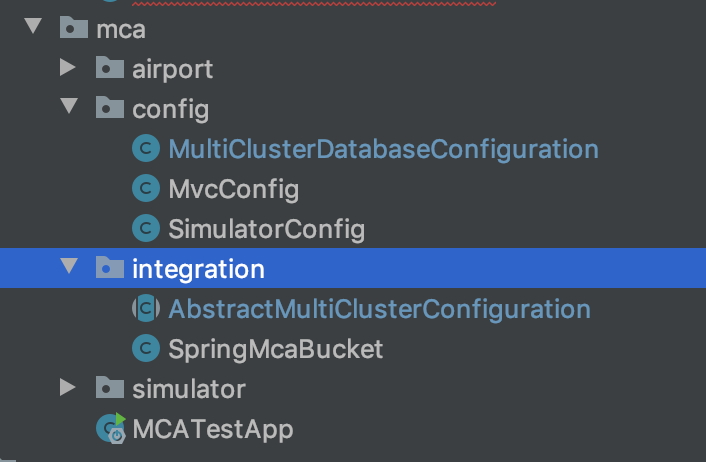 mca
airport
config
MultiClusterDatabaseConfiguration
MvcConfig
SimulatorConfig
integration
AbstractMultiClusterConfiguration
SpringMcaBucket
simulator
MCATestApp